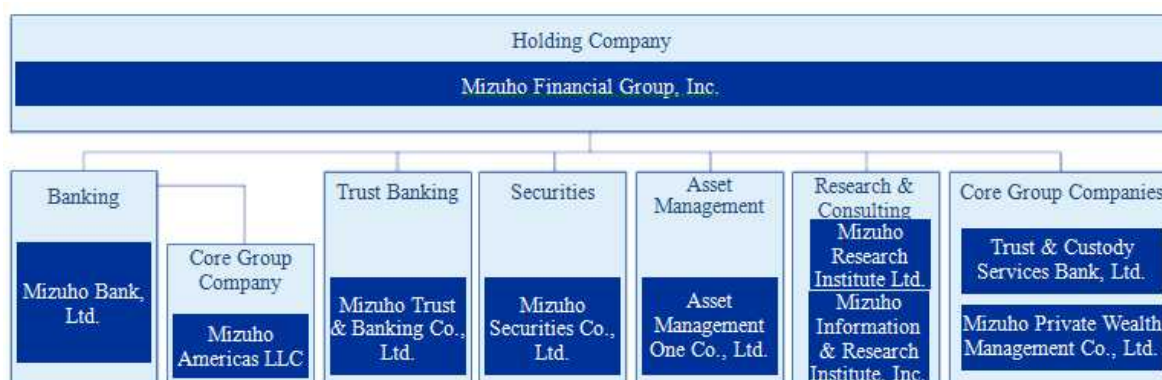 Holding Company
Mizuho Financial Group, Inc.
Banking
Mizuho Bank,
Ltd.
Core Group
Company
Mizuho
Americas LLC
Trust Banking
Mizuho Trust
& Banking Co.,
Ltd.
Securities
Mizuho
Securities Co.,
Ltd.
Asset
Management
Asset
Management
One Co., Ltd.
Research &
Consulting
Mizuho
Research
Institute Ltd.
Mizuho
Information
& Research
Institute, Inc.
Core Group Companies
Trust & Custody
Services Bank, Ltd.
Mizuho Private Wealth
Management Co., Ltd.